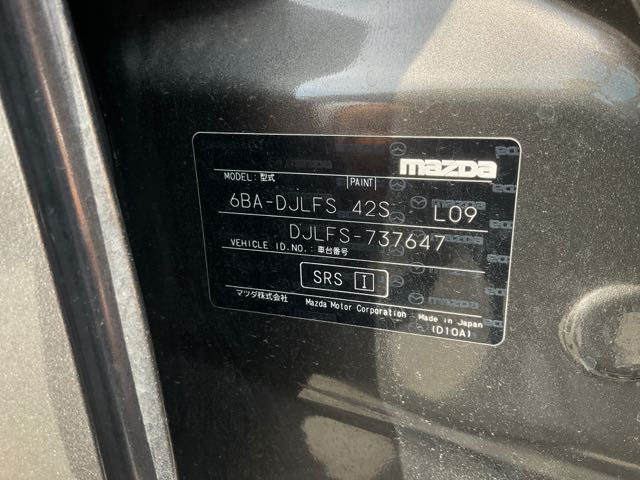 mazda
MODEL: 型式 PAINT
6BA-DJLFS 42S L09
DJLFS-737647
VEHICLE ID.NO.: 車台番号
SRS I
マツダ株式会社 Mazda Motor Corporation Made in Japan
(D10A)